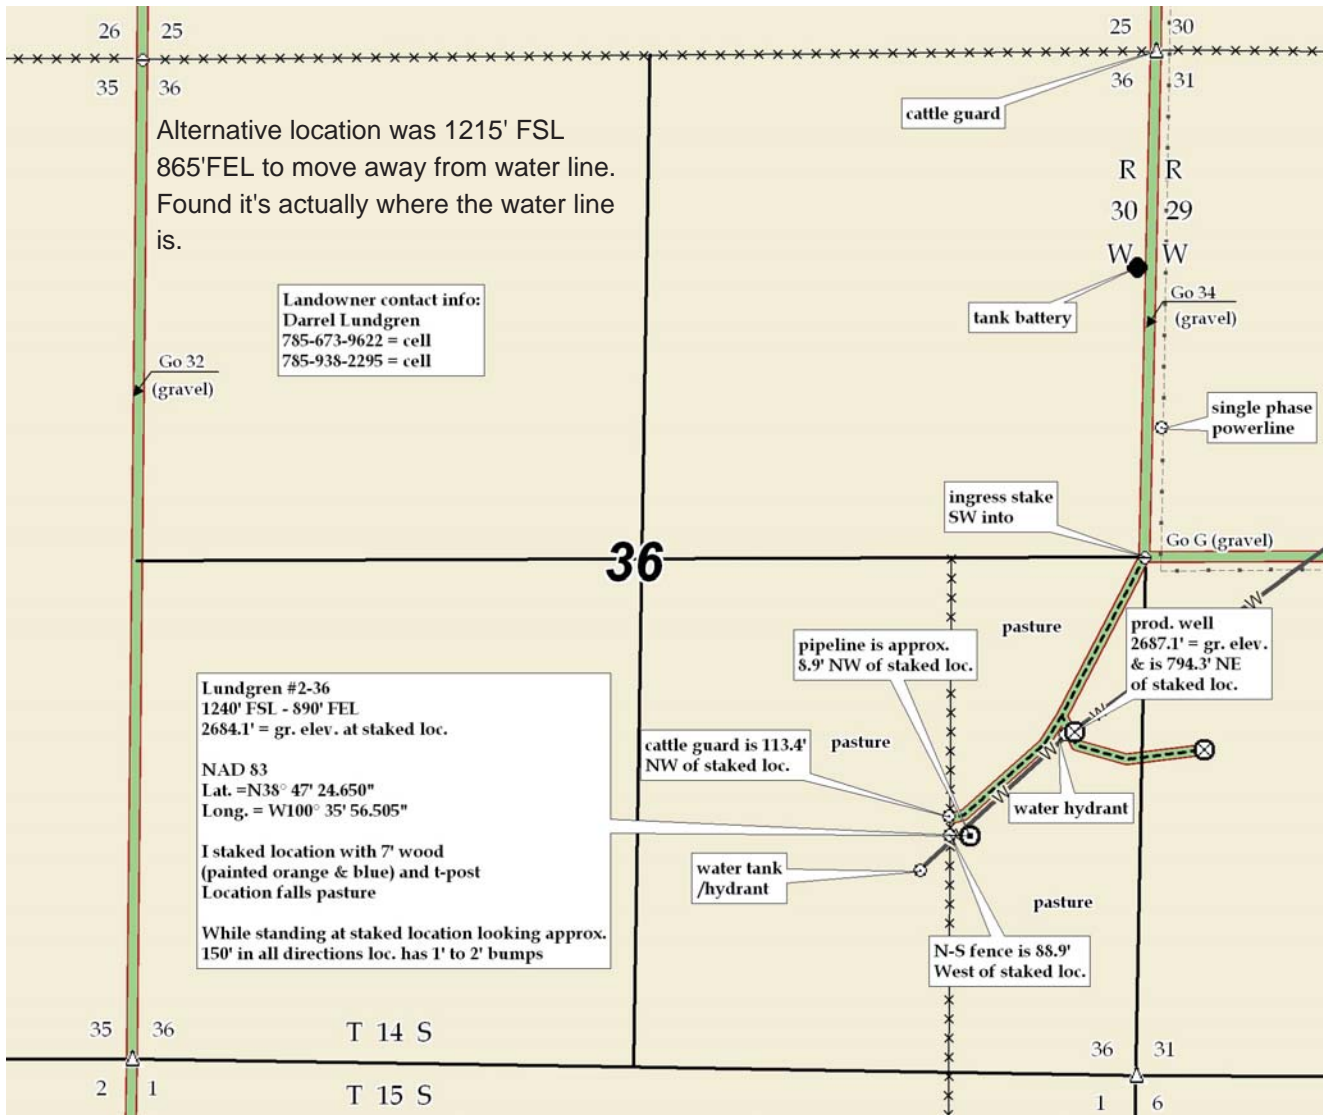 26 25
25 30
35 36
36 31
cattle guard
Alternative location was 1215' FSL
865'FEL to move away from water line.
Found it's actually where the water line
is.
R R
30 29
W W
Landowner contact info:
Darrel Lundgren
785-673-9622 = cell
785-938-2295 = cell
tank battery
Go 34
(gravel)
Go 32
(gravel)
single phase
powerline
ingress stake
SW into
Go G (gravel)
36
W
pasture
prod. well
2687.1' = gr. elev.
& is 794.3' NE
of staked loc.
pipeline is approx.
8.9' NW of staked loc.
Lundgren #2-36
1240' FSL - 890' FEL
2684.1' = gr. elev. at staked loc.
NAD 83
Lat. =N38° 47' 24.650"
Long. = W100° 35' 56.505"
I staked location with 7' wood
(painted orange & blue) and t-post
Location falls pasture
While standing at staked location looking approx.
150' in all directions loc. has 1' to 2' bumps
W
cattle guard is 113.4'
NW of staked loc.
pasture
W
W
water hydrant
water tank
/hydrant
pasture
N-S fence is 88.9'
West of staked loc.
35 36
T 14 S
36 31
2 1
T 15 S
1 6